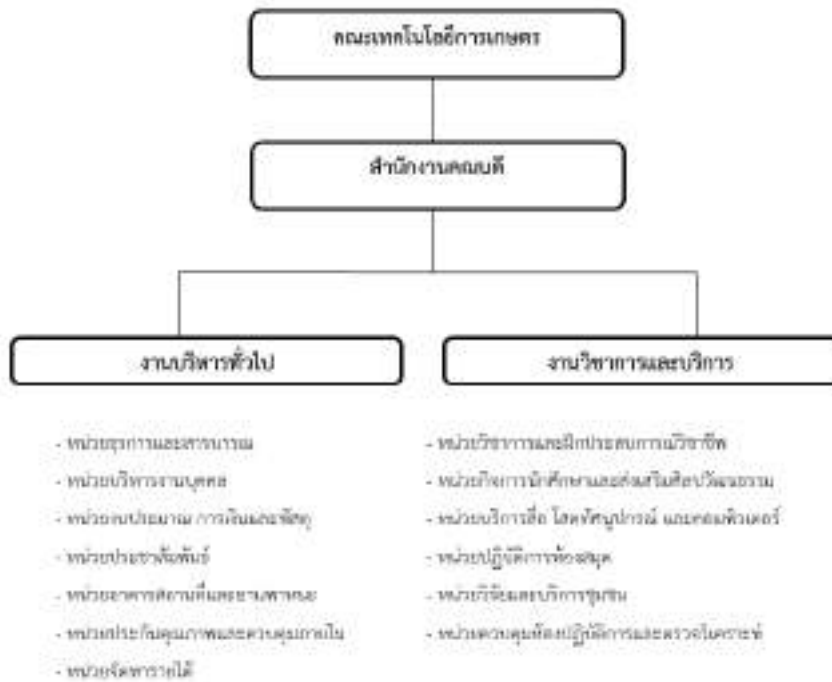 คณะเทคโนโลยีการเกษตร
สำนักงานคณบดี
งานบริหารทั่วไป
งานวิชาการและบริการ
- หน่วยธุรการและสารบรรณ
- หน่วยบริหารงานบุคคล
- หน่วยงบประมาณ การเงินและพัสดุ
- หน่วยประชาสัมพันธ์
- หน่วยอาคารสถานที่และยานพาหนะ
- หน่วยประกันคุณภาพและควบคุมภายใน
- หน่วยจัดหารายได้
- หน่วยวิชาการและฝึกประสบการณ์วิชาชีพ
- หน่วยกิจการนักศึกษาและส่งเสริมศิลปวัฒนธรรม
- หน่วยบริการสื่อ โสตทัศนูปกรณ์ และคอมพิวเตอร์
- หน่วยปฏิบัติการห้องสมุด
- หน่วยวิจัยและบริการชุมชน
- หน่วยควบคุมห้องปฏิบัติการและตรวจวิเคราะห์